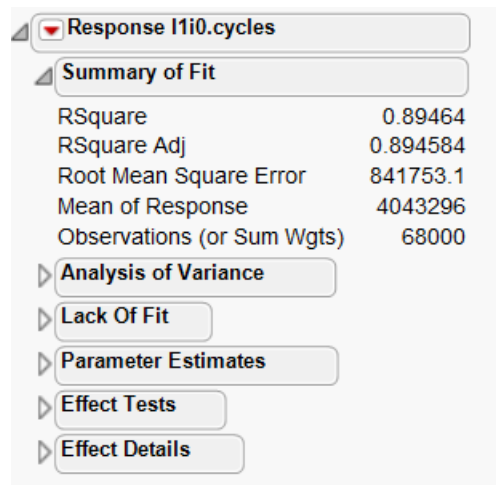 Response l1i0.cycles
Summary of Fit
RSquare 0.89464
RSquare Adj 0.894584
Root Mean Square Error 841753.1
Mean of Response 4043296
Observations (or Sum Wgts) 68000
Analysis of Variance
Lack Of Fit
Parameter Estimates
Effect Tests
Effect Details